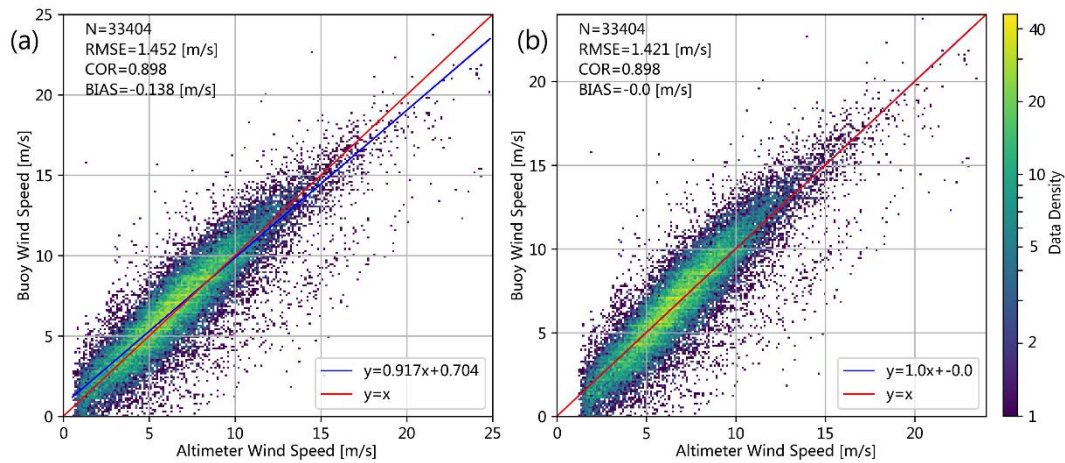 (a)
N=33404
RMSE=1.452 [m/s]
COR=0.898
BIAS=-0.138 [m/s]
25
20
15
10
5
0
Buoy Wind Speed [m/s]
y=0.917x+0.704
y=x
0 5 10 15 20 25
Altimeter Wind Speed [m/s]
(b)
N=33404
RMSE=1.421 [m/s]
COR=0.898
BIAS=-0.0 [m/s]
20
15
10
5
0
Buoy Wind Speed [m/s]
y=1.0x+-0.0
y=x
0 5 10 15 20
Altimeter Wind Speed [m/s]
40
20
10
5
2
1
Data Density